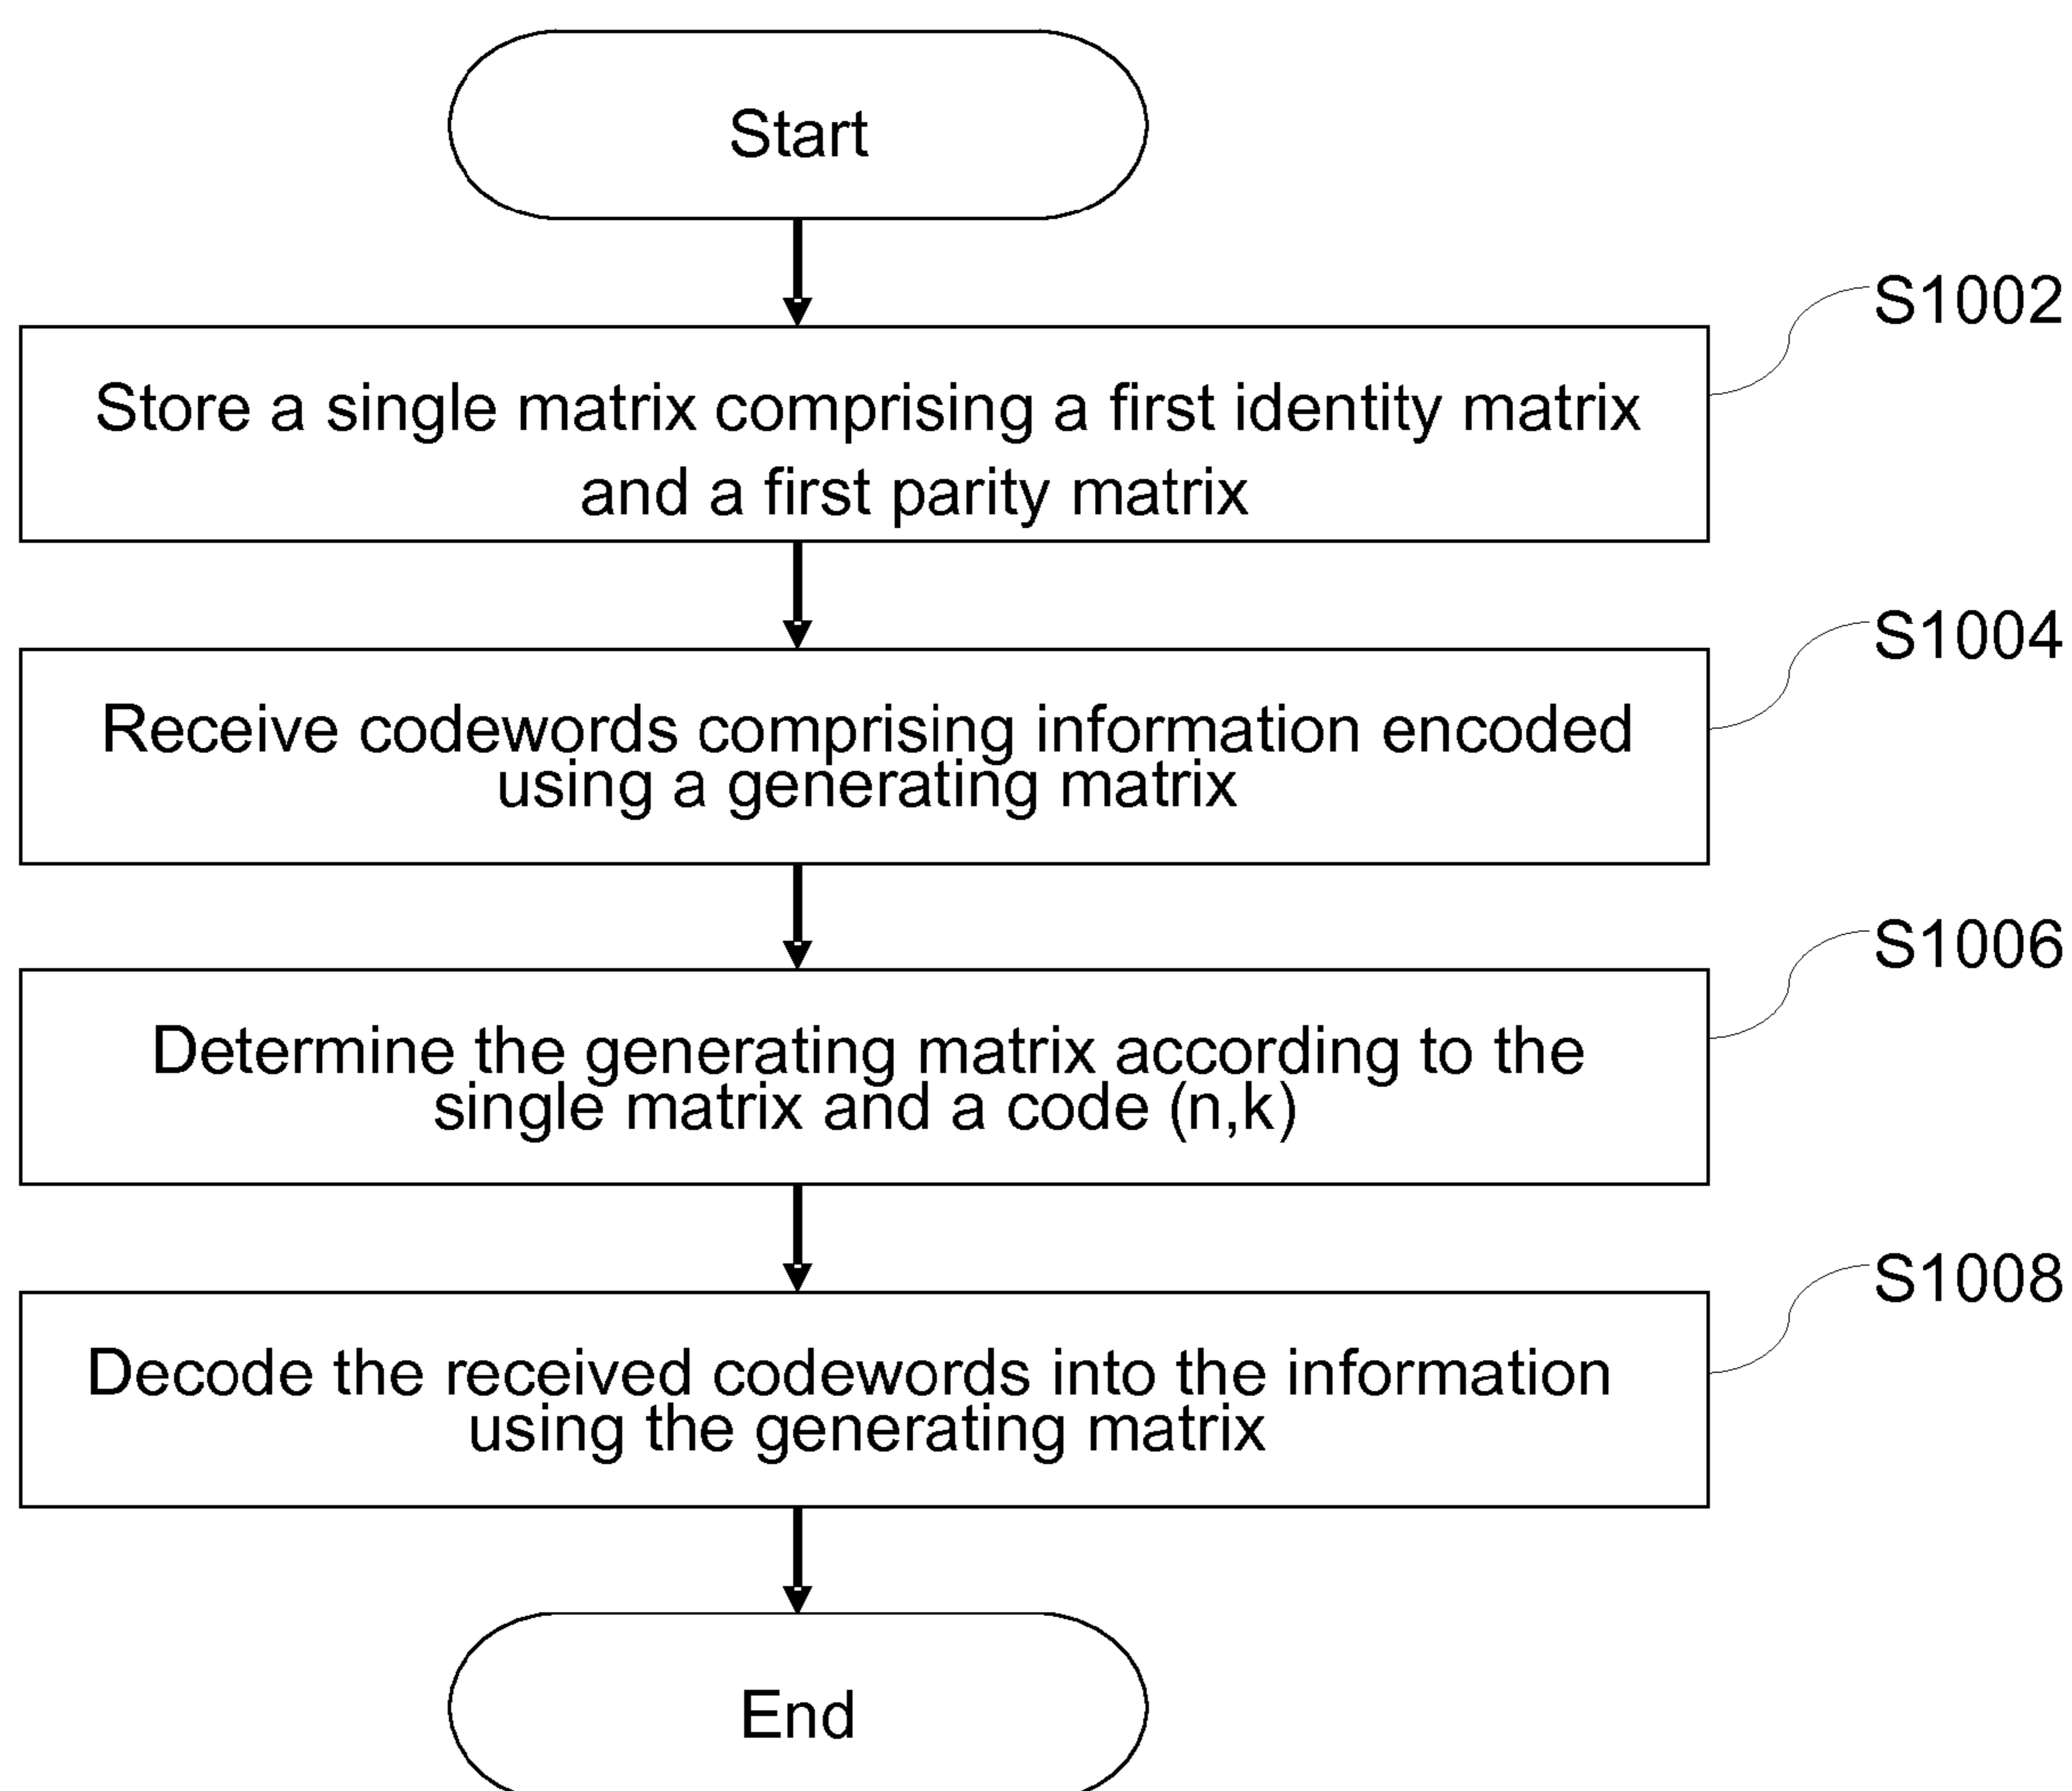 Start
S1002
Store a single matrix comprising a first identity matrix
and a first parity matrix
S1004
Receive codewords comprising information encoded
using a generating matrix
S1006
Determine the generating matrix according to the
single matrix and a code (n,k)
S1008
Decode the received codewords into the information
using the generating matrix
End